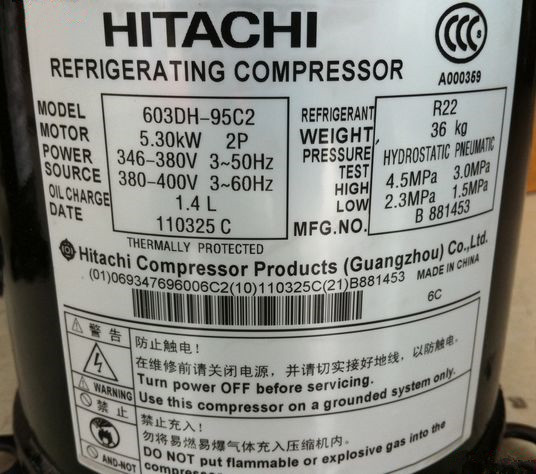 HITACHI
CCC
REFRIGERATING COMPRESSOR
A000359
MODEL 603DH-95C2
MOTOR 5.30kW 2P
POWER 346-380V 3~50Hz
SOURCE 380-400V 3~60Hz
OIL CHARGE 1.4 L
DATE 110325 C
REFRIGERANT R22
WEIGHT 36 kg
PRESSURE HYDROSTATIC PNEUMATIC
TEST
HIGH 4.5MPa 3.0MPa
LOW 2.3MPa 1.5MPa
MFG.NO. B 881453
THERMALLY PROTECTED
Hitachi Compressor Products (Guangzhou) Co.,Ltd.
(01)069347696006C2(10)110325C(21)B881453
MADE IN CHINA
6C
警告
WARNING
防止触电!
在维修前请关闭电源，并请切实接好地线，以防触电。
Turn power OFF before servicing.
Use this compressor on a grounded system only.
禁止
AND-NOT
禁止充入!
勿将易燃易爆气体充入压缩机内。
DO NOT put flammable or explosive gas into the